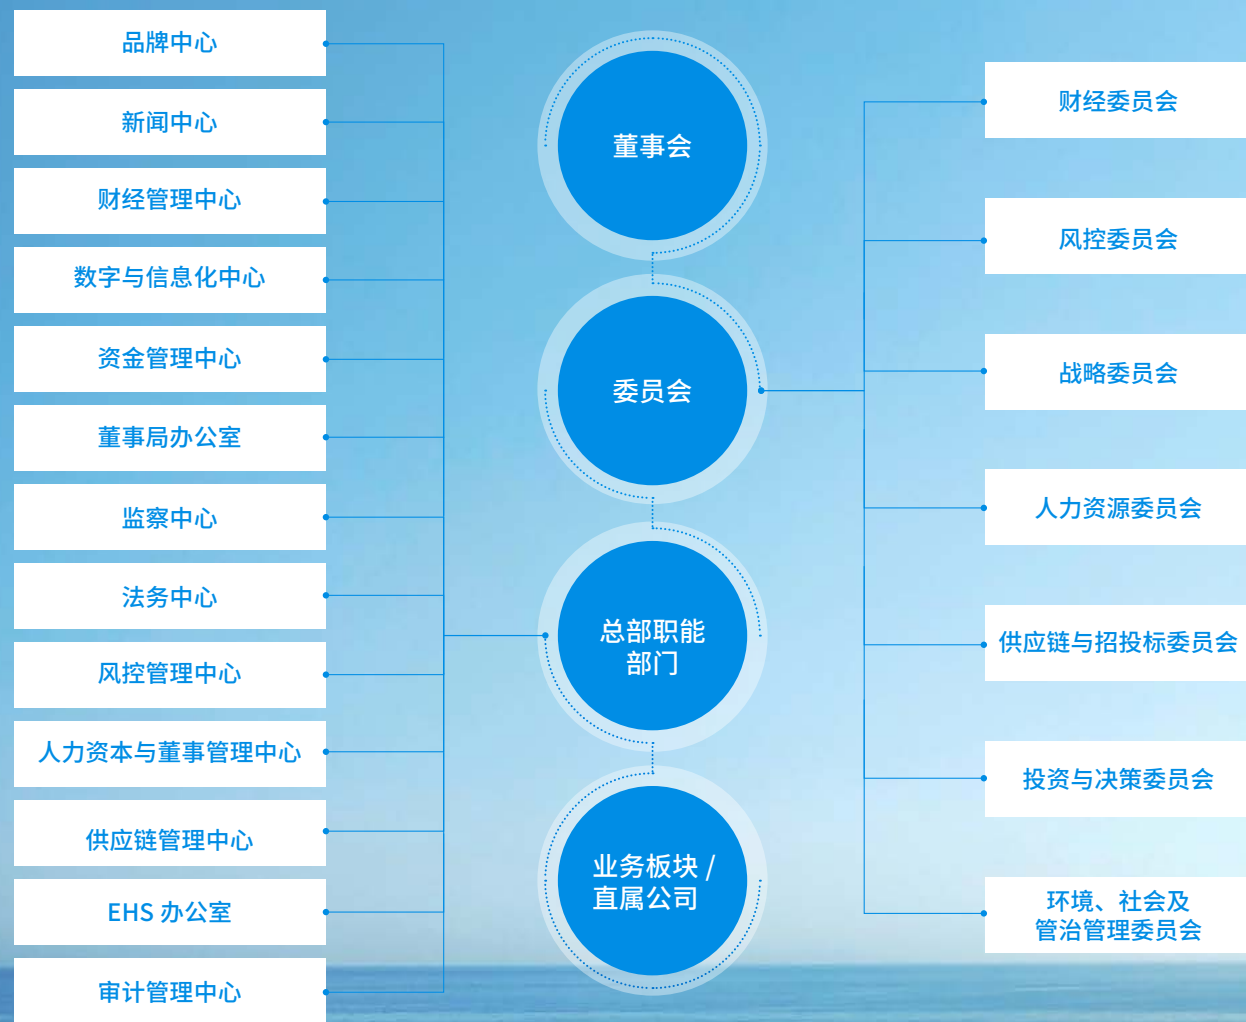 品牌中心
新闻中心
财经管理中心
数字与信息化中心
资金管理中心
董事局办公室
监察中心
法务中心
风控管理中心
人力资本与董事管理中心
供应链管理中心
EHS 办公室
审计管理中心
董事会
委员会
总部职能
部门
业务板块 /
直属公司
财经委员会
风控委员会
战略委员会
人力资源委员会
供应链与招投标委员会
投资与决策委员会
环境、社会及
管治管理委员会